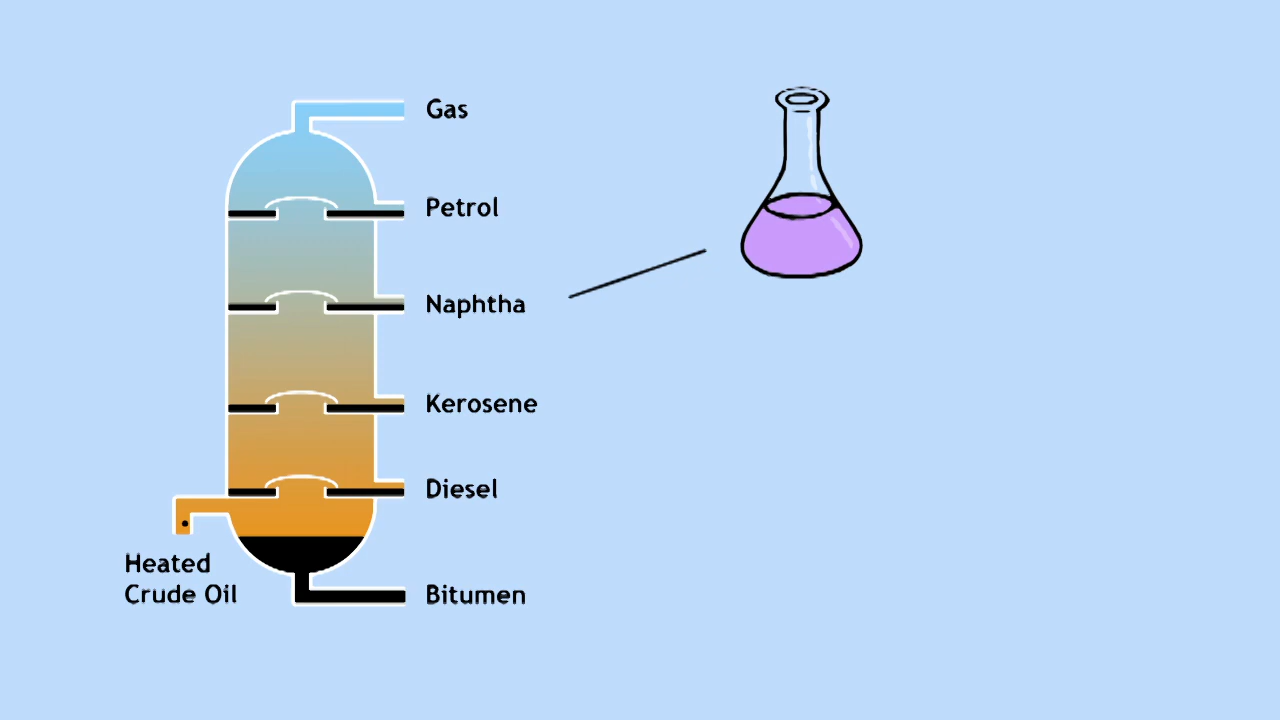 Gas
Petrol
Naphtha
Kerosene
Diesel
Heated
Crude Oil
Bitumen